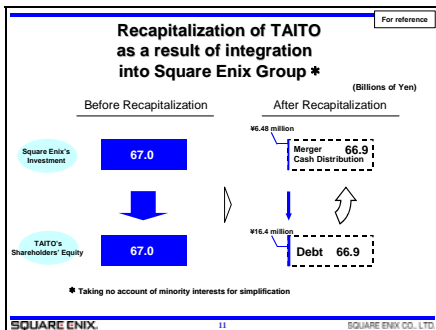 For reference
Recapitalization of TAITO
as a result of integration
into Square Enix Group *
(Billions of Yen)
Before Recapitalization
After Recapitalization
Square Enix's
Investment
67.0
¥6.48 million
Merger 66.9
Cash Distribution
TAITO's
Shareholders' Equity
67.0
¥16.4 million
Debt 66.9
* Taking no account of minority interests for simplification
SQUARE ENIX.
11
SQUARE ENIX CO., LTD.